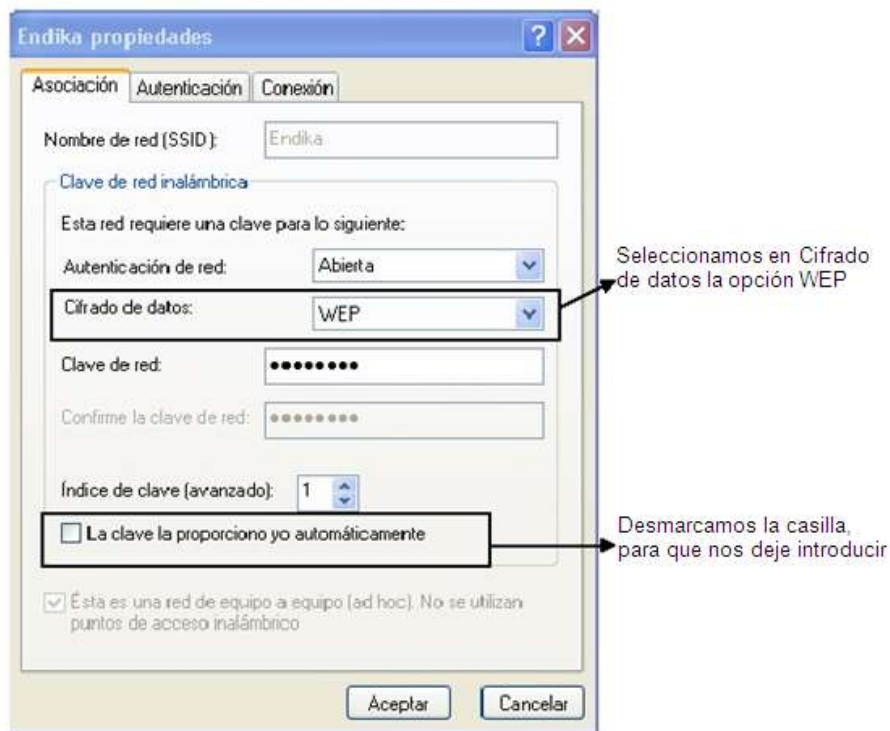 Endika propiedades
Asociación Autenticación Conexión
Nombre de red (SSID): Endika
Clave de red inalámbrica
Esta red requiere una clave para lo siguiente:
Autenticación de red: Abierta
Cifrado de datos: WEP
Clave de red: ••••••••
Confirme la clave de red: ••••••••
Índice de clave (avanzado): 1
La clave la proporciono yo automáticamente
Ésta es una red de equipo a equipo (ad hoc). No se utilizan
puntos de acceso inalámbrico
Aceptar Cancelar
Seleccionamos en Cifrado
de datos la opción WEP
Desmarcamos la casilla,
para que nos deje introducir